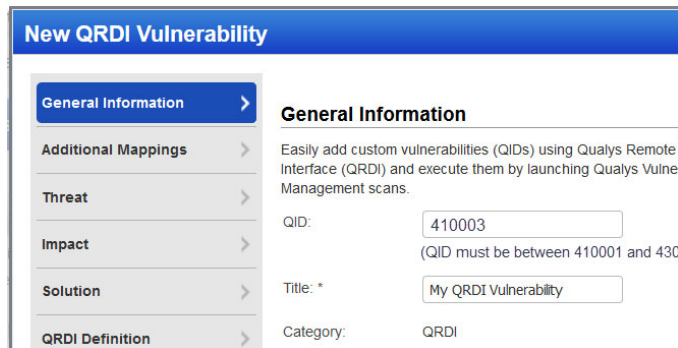 New QRDI Vulnerability
General Information
Additional Mappings
Threat
Impact
Solution
QRDI Definition
General Information
Easily add custom vulnerabilities (QIDs) using Qualys Remote
Interface (QRDI) and execute them by launching Qualys Vulne
Management scans.
QID:
410003
(QID must be between 410001 and 430
Title: *
My QRDI Vulnerability
Category:
QRDI